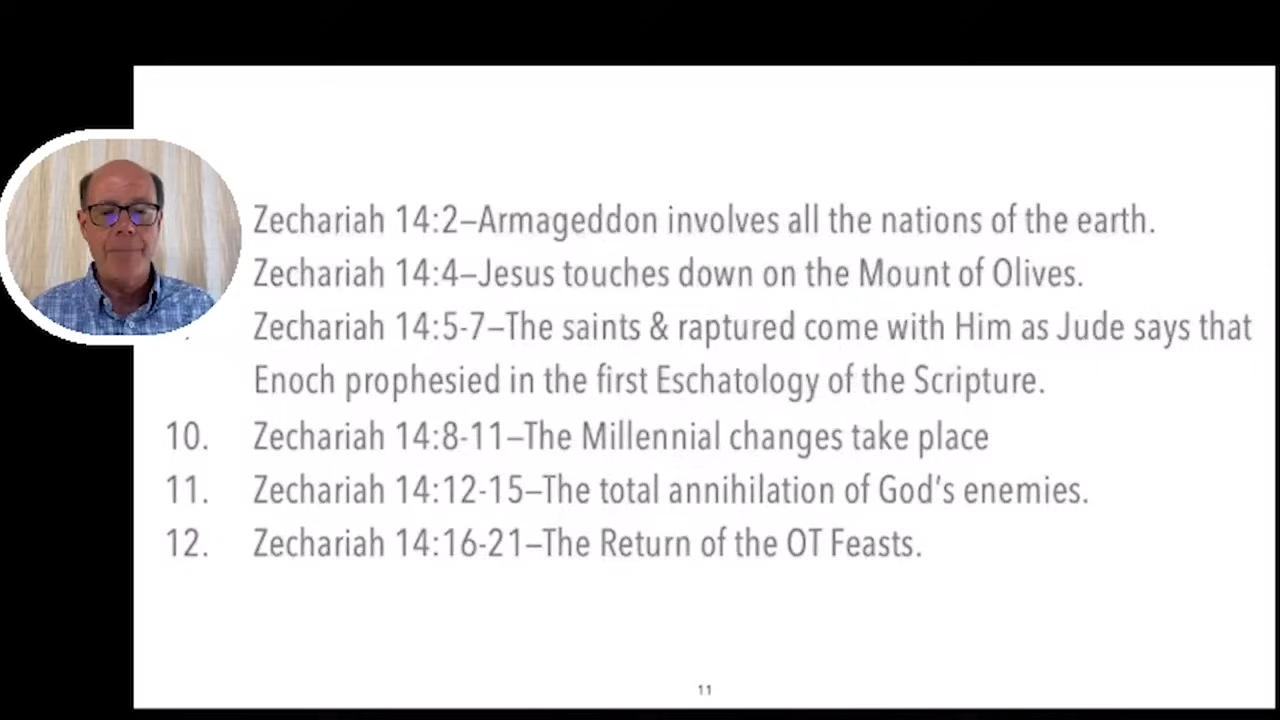 Zechariah 14:2–Armageddon involves all the nations of the earth.
Zechariah 14:4–Jesus touches down on the Mount of Olives.
Zechariah 14:5-7–The saints & raptured come with Him as Jude says that
Enoch prophesied in the first Eschatology of the Scripture.
10. Zechariah 14:8-11–The Millennial changes take place
11. Zechariah 14:12-15–The total annihilation of God's enemies.
12. Zechariah 14:16-21–The Return of the OT Feasts.
11